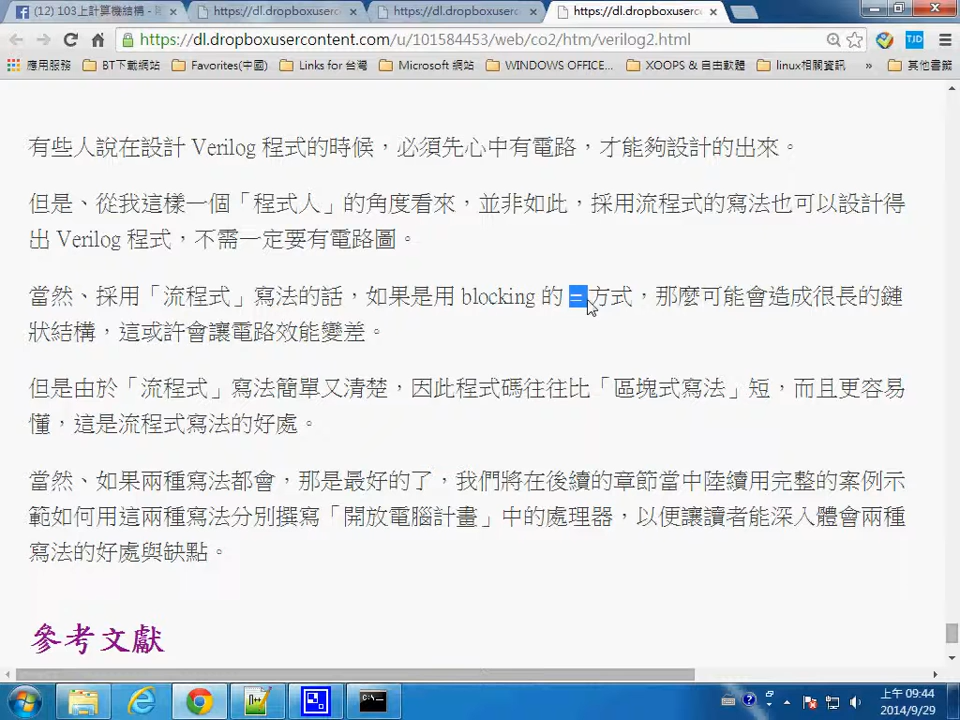 (12) 103上計算機結構 -
https://dl.dropboxuserc
https://dl.dropboxuserc
https://dl.dropboxuserc
https://dl.dropboxusercontent.com/u/101584453/web/co2/htm/verilog2.html
TJD
應用服務 BT下載網站 Favorites(中國) Links for 台灣 Microsoft 網站 WINDOWS OFFICE... XOOPS & 自由軟體 linux相關資訊 » 其他書籤
有些人說在設計 Verilog 程式的時候，必須先心中有電路，才能夠設計的出來。
但是、從我這樣一個「程式人」的角度看來，並非如此，採用流程式的寫法也可以設計得
出 Verilog 程式，不需一定要有電路圖。
當然、採用「流程式」寫法的話，如果是用 blocking 的 = 方式，那麼可能會造成很長的鏈
狀結構，這或許會讓電路效能變差。
但是由於「流程式」寫法簡單又清楚，因此程式碼往往比「區塊式寫法」短，而且更容易
懂，這是流程式寫法的好處。
當然、如果兩種寫法都會，那是最好的了，我們將在後續的章節當中陸續用完整的案例示
範如何用這兩種寫法分別撰寫「開放電腦計畫」中的處理器，以便讓讀者能深入體會兩種
寫法的好處與缺點。
參考文獻
上午 09:44
2014/9/29